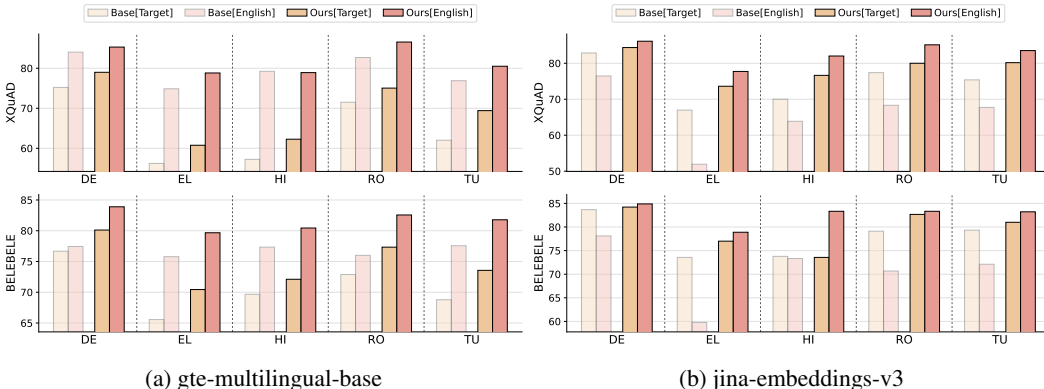 Base[Target] Base[English] Ours[Target] Ours[English]
XQuAD
80
70
60
DE EL HI RO TU
BELEBELE
85
80
75
70
65
DE EL HI RO TU
(a) gte-multilingual-base
Base[Target] Base[English] Ours[Target] Ours[English]
XQuAD
80
70
60
50
DE EL HI RO TU
BELEBELE
85
80
75
70
65
60
DE EL HI RO TU
(b) jina-embeddings-v3